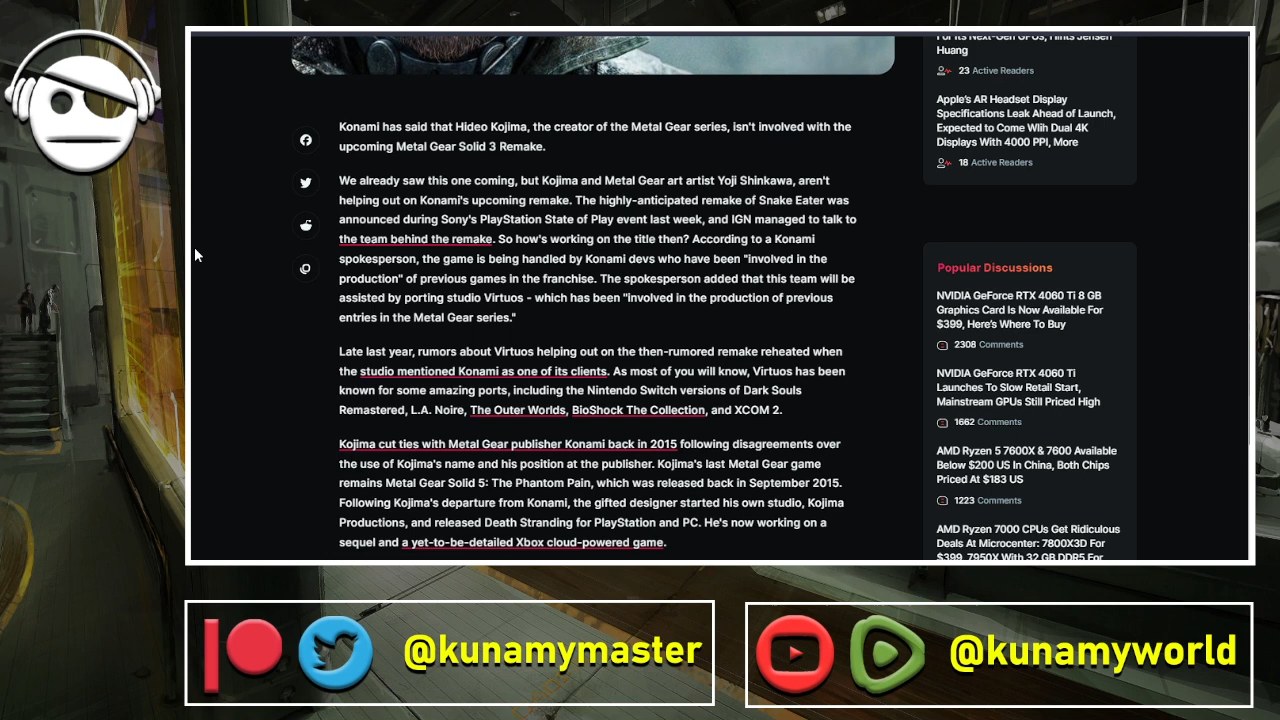 Konami has said that Hideo Kojima, the creator of the Metal Gear series, isn't involved with the
upcoming Metal Gear Solid 3 Remake.
We already saw this one coming, but Kojima and Metal Gear art artist Yoji Shinkawa, aren't
helping out on Konami's upcoming remake. The highly-anticipated remake of Snake Eater was
announced during Sony's PlayStation State of Play event last week, and IGN managed to talk to
the team behind the remake. So how's working on the title then? According to a Konami
spokesperson, the game is being handled by Konami devs who have been "involved in the
production" of previous games in the franchise. The spokesperson added that this team will be
assisted by porting studio Virtuos - which has been "involved in the production of previous
entries in the Metal Gear series."
Late last year, rumors about Virtuos helping out on the then-rumored remake reheated when
the studio mentioned Konami as one of its clients. As most of you will know, Virtuos has been
known for some amazing ports, including the Nintendo Switch versions of Dark Souls
Remastered, L.A. Noire, The Outer Worlds, BioShock The Collection, and XCOM 2.
Kojima cut ties with Metal Gear publisher Konami back in 2015 following disagreements over
the use of Kojima's name and his position at the publisher. Kojima's last Metal Gear game
remains Metal Gear Solid 5: The Phantom Pain, which was released back in September 2015.
Following Kojima's departure from Konami, the gifted designer started his own studio, Kojima
Productions, and released Death Stranding for PlayStation and PC. He's now working on a
sequel and a yet-to-be-detailed Xbox cloud-powered game.
For Its Next-Gen GPUs, Hints Jensen
Huang
23 Active Readers
Apple's AR Headset Display
Specifications Leak Ahead of Launch,
Expected to Come Wlih Dual 4K
Displays With 4000 PPI, More
18 Active Readers
Popular Discussions
NVIDIA GeForce RTX 4060 Ti 8 GB
Graphics Card Is Now Available For
$399, Here's Where To Buy
2308 Comments
NVIDIA GeForce RTX 4060 Ti
Launches To Slow Retail Start,
Mainstream GPUs Still Priced High
1662 Comments
AMD Ryzen 5 7600X & 7600 Available
Below $200 US In China, Both Chips
Priced At $183 US
1223 Comments
AMD Ryzen 7000 CPUs Get Ridiculous
Deals At Microcenter: 7800X3D For
$399, 7950X With 32 GB DDR5 For
@kunamymaster
@kunamyworld